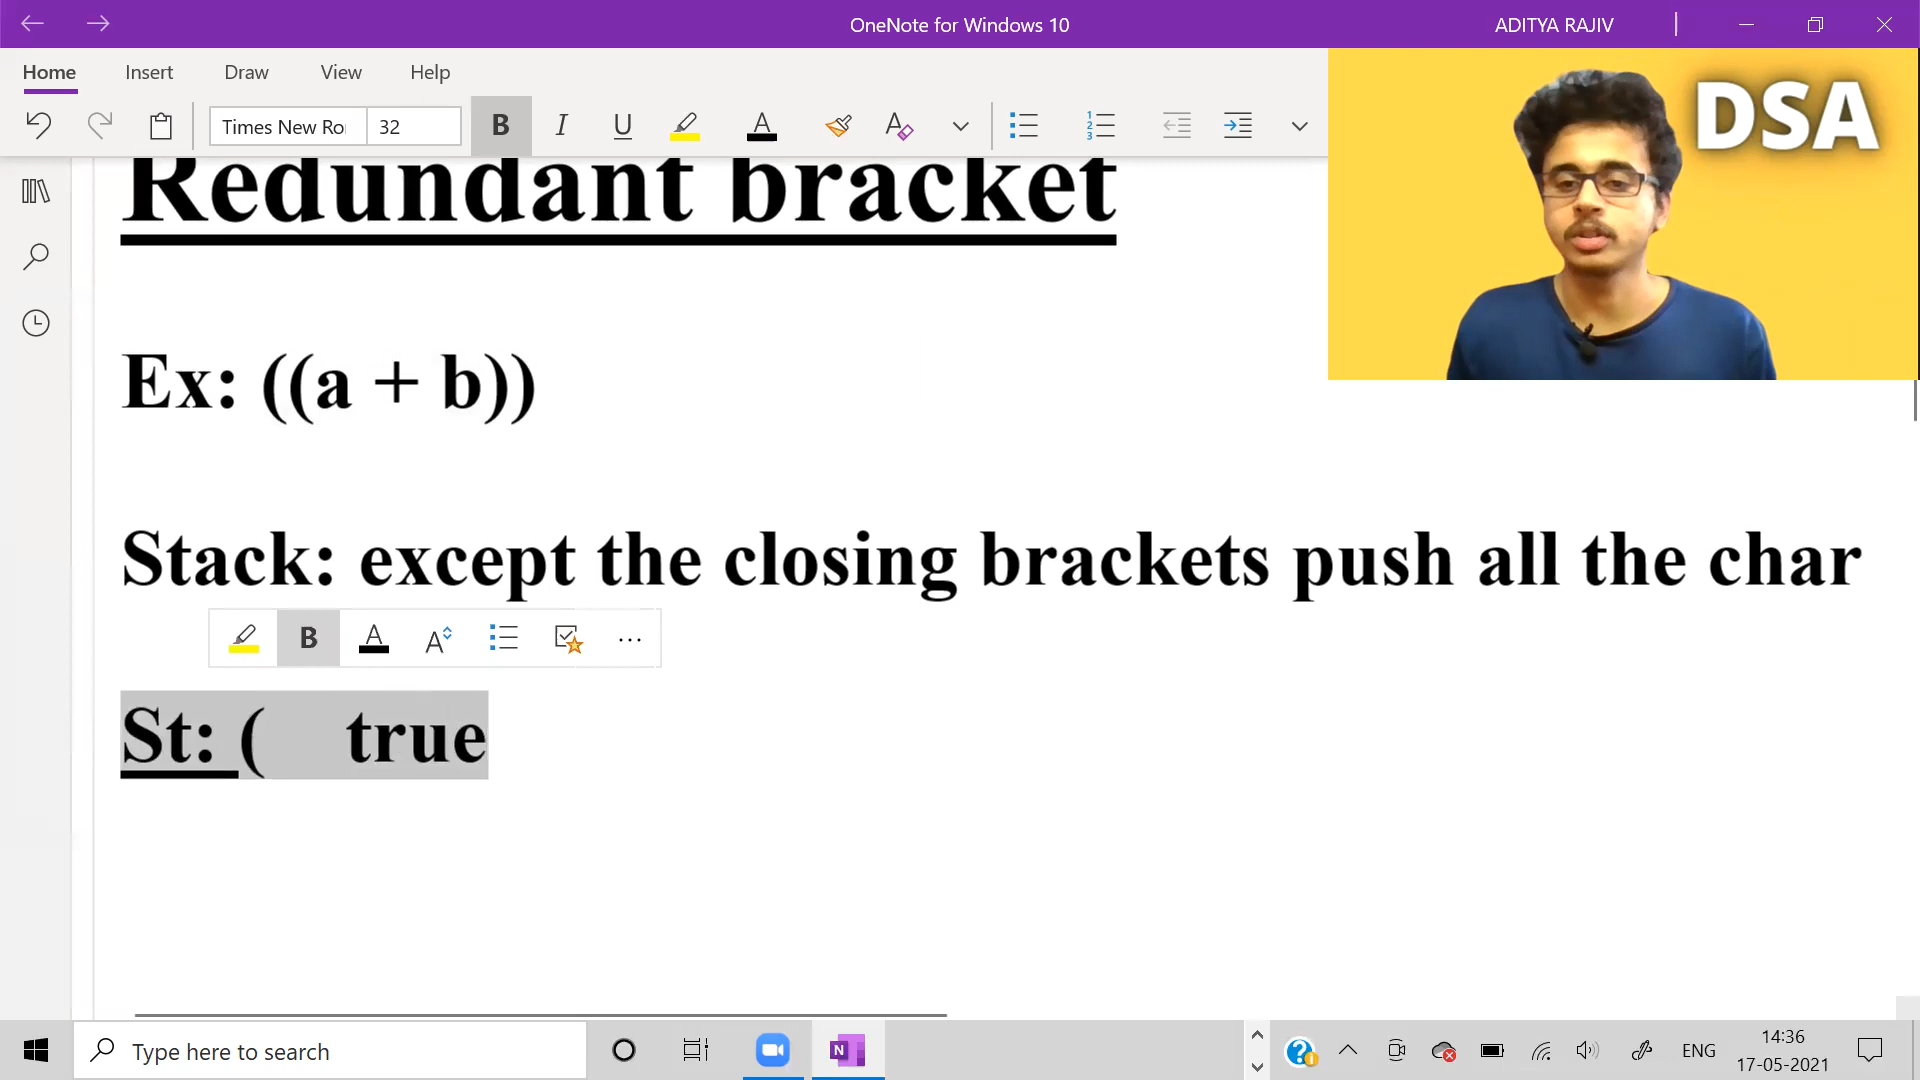 OneNote for Windows 10
ADITYA RAJIV
Home Insert Draw View Help
Times New Ro 32 B I U A A
DSA
Redundant bracket
Ex: ((a + b))
Stack: except the closing brackets push all the char
B A A ...
St: ( true
Type here to search
N
ENG
14:36
17-05-2021